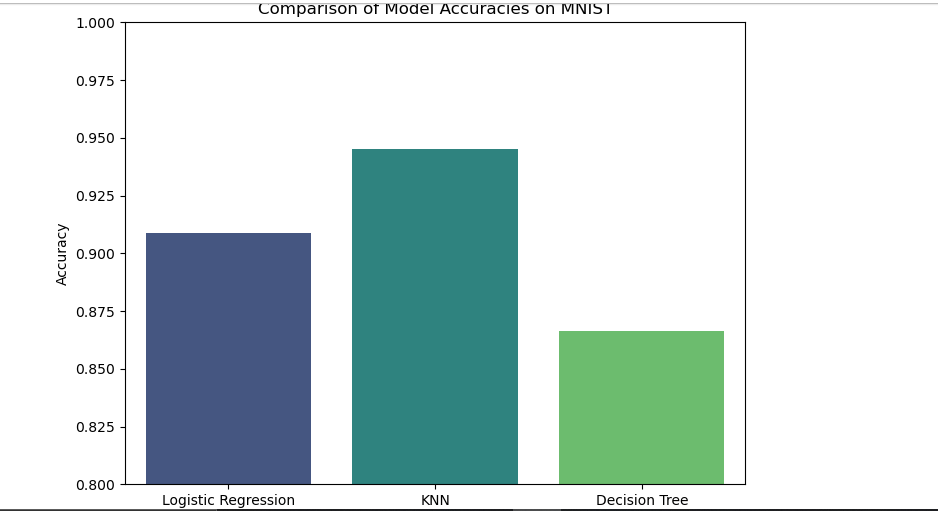 Comparison of Model Accuracies on MNIST
1.000
0.975
0.950
0.925
0.900
0.875
0.850
0.825
0.800
Accuracy
Logistic Regression
KNN
Decision Tree